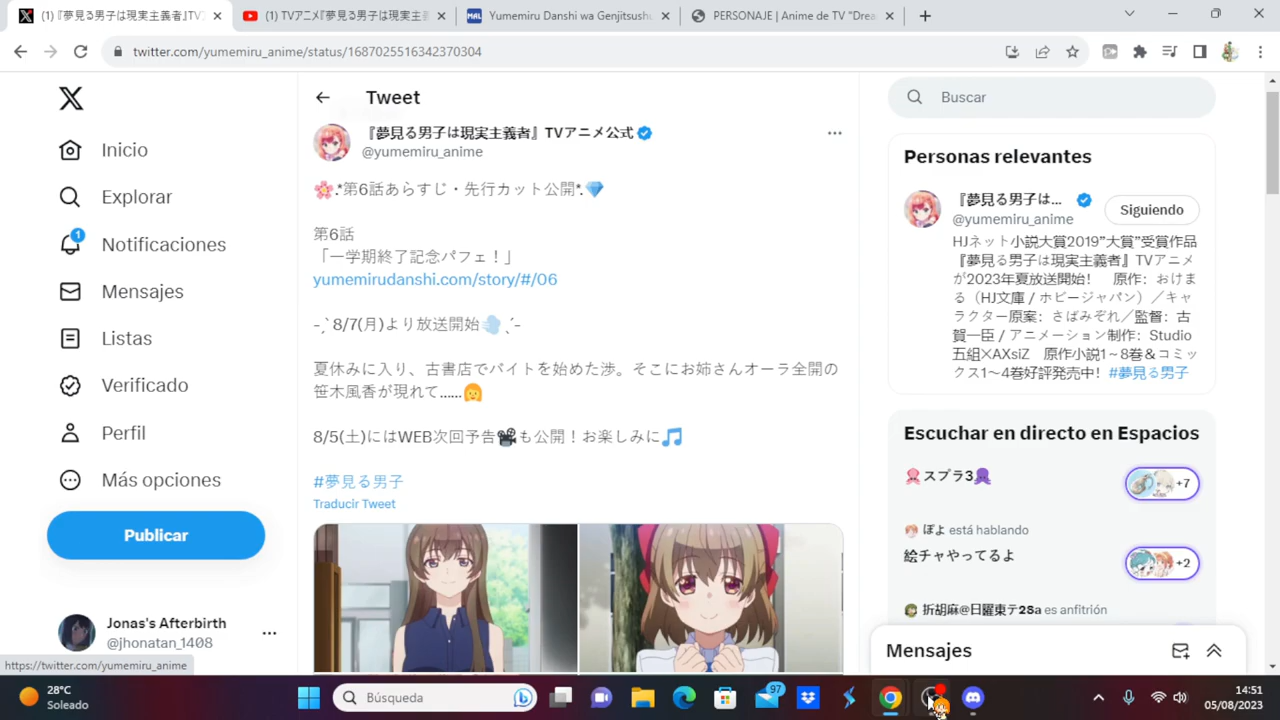 (1)『夢見る男子は現実主義者』TV
(1) TVアニメ『夢見る男子は現実主義
Yumemiru Danshi wa Genjitsushu
PERSONAJE | Anime de TV "Drea
twitter.com/yumemiru_anime/status/1687025516342370304
Inicio
Explorar
1
Notificaciones
Mensajes
Listas
Verificado
Perfil
Más opciones
Publicar
Jonas's Afterbirth
@jhonatan_1408
https://twitter.com/yumemiru_anime
Tweet
『夢見る男子は現実主義者』TVアニメ公式
@yumemiru_anime
🌸.*第6話あらすじ・先行カット公開*.💎
第6話
「一学期終了記念パフェ！」
yumemirudanshi.com/story/#/06
-ˏˋ8/7(月)より放送開始💨ˎˊ-
夏休みに入り、古書店でバイトを始めた渉。そこにお姉さんオーラ全開の
笹木風香が現れて……👩
8/5(土)にはWEB次回予告🎥も公開！お楽しみに🎵
#夢見る男子
Traducir Tweet
Buscar
Personas relevantes
『夢見る男子は...
@yumemiru_anime
Siguiendo
HJネット小説大賞2019”大賞”受賞作品
『夢見る男子は現実主義者』TVアニメ
が2023年夏放送開始！ 原作：おけま
る（HJ文庫 / ホビージャパン）／キャ
ラクター原案：さばみぞれ／監督：古
賀一臣 / アニメーション制作：Studio
五組×AXsiZ 原作小説1～8巻＆コミッ
クス1～4巻好評発売中！ #夢見る男子
Escuchar en directo en Espacios
🐙スプラ3🐙
+7
ぽよ está hablando
絵チャやってるよ
+2
折胡麻@日曜東テ28a es anfitrión
Mensajes
28°C
Soleado
Búsqueda
97
14:51
05/08/2023